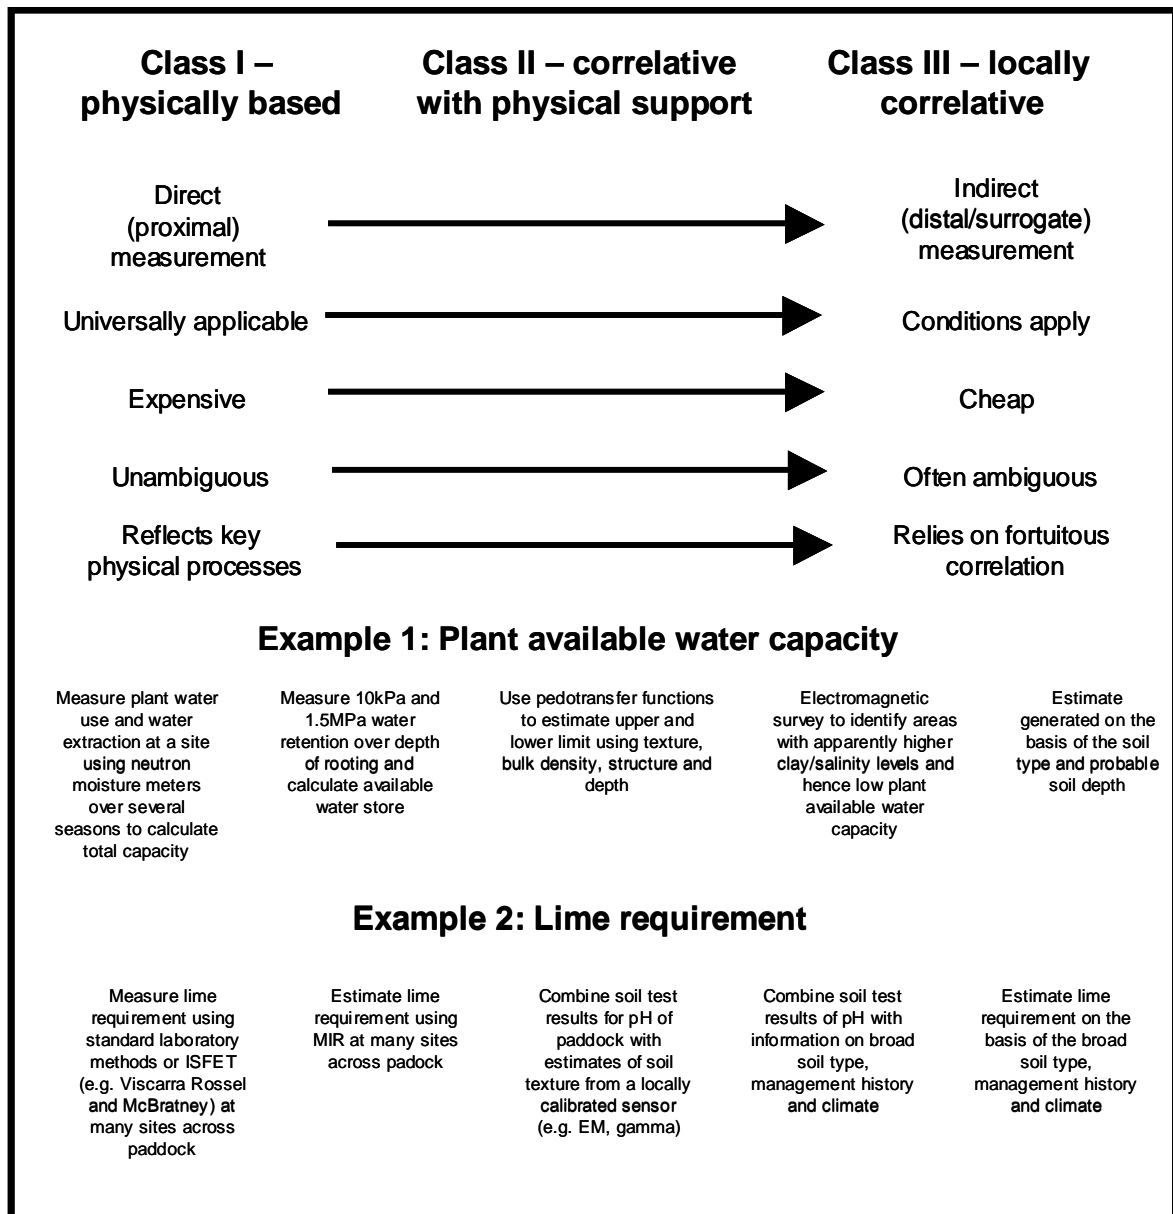 Class I –
physically based
Class II – correlative
with physical support
Class III – locally
correlative
Direct
(proximal)
measurement
Indirect
(distal/surrogate)
measurement
Universally applicable
Conditions apply
Expensive
Cheap
Unambiguous
Often ambiguous
Reflects key
physical processes
Relies on fortuitous
correlation
Example 1: Plant available water capacity
Measure plant water
use and water
extraction at a site
using neutron
moisture meters
over several
seasons to calculate
total capacity
Measure 10kPa and
1.5MPa water
retention over depth
of rooting and
calculate available
water store
Use pedotransfer functions
to estimate upper and
lower limit using texture,
bulk density, structure and
depth
Electromagnetic
survey to identify areas
with apparently higher
clay/salinity levels and
hence low plant
available water
capacity
Estimate
generated on the
basis of the soil
type and probable
soil depth
Example 2: Lime requirement
Measure lime
requirement using
standard laboratory
methods or ISFET
(e.g. Viscarra Rossel
and McBratney) at
many sites across
paddock
Estimate lime
requirement using
MIR at many sites
across padock
Combine soil test
results for pH of
paddock with
estimates of soil
texture from a locally
calibrated sensor
(e.g. EM, gamma)
Combine soil test
results of pH with
information on broad
soil type,
management history
and climate
Estimate lime
requirement on the
basis of the broad
soil type,
management history
and climate